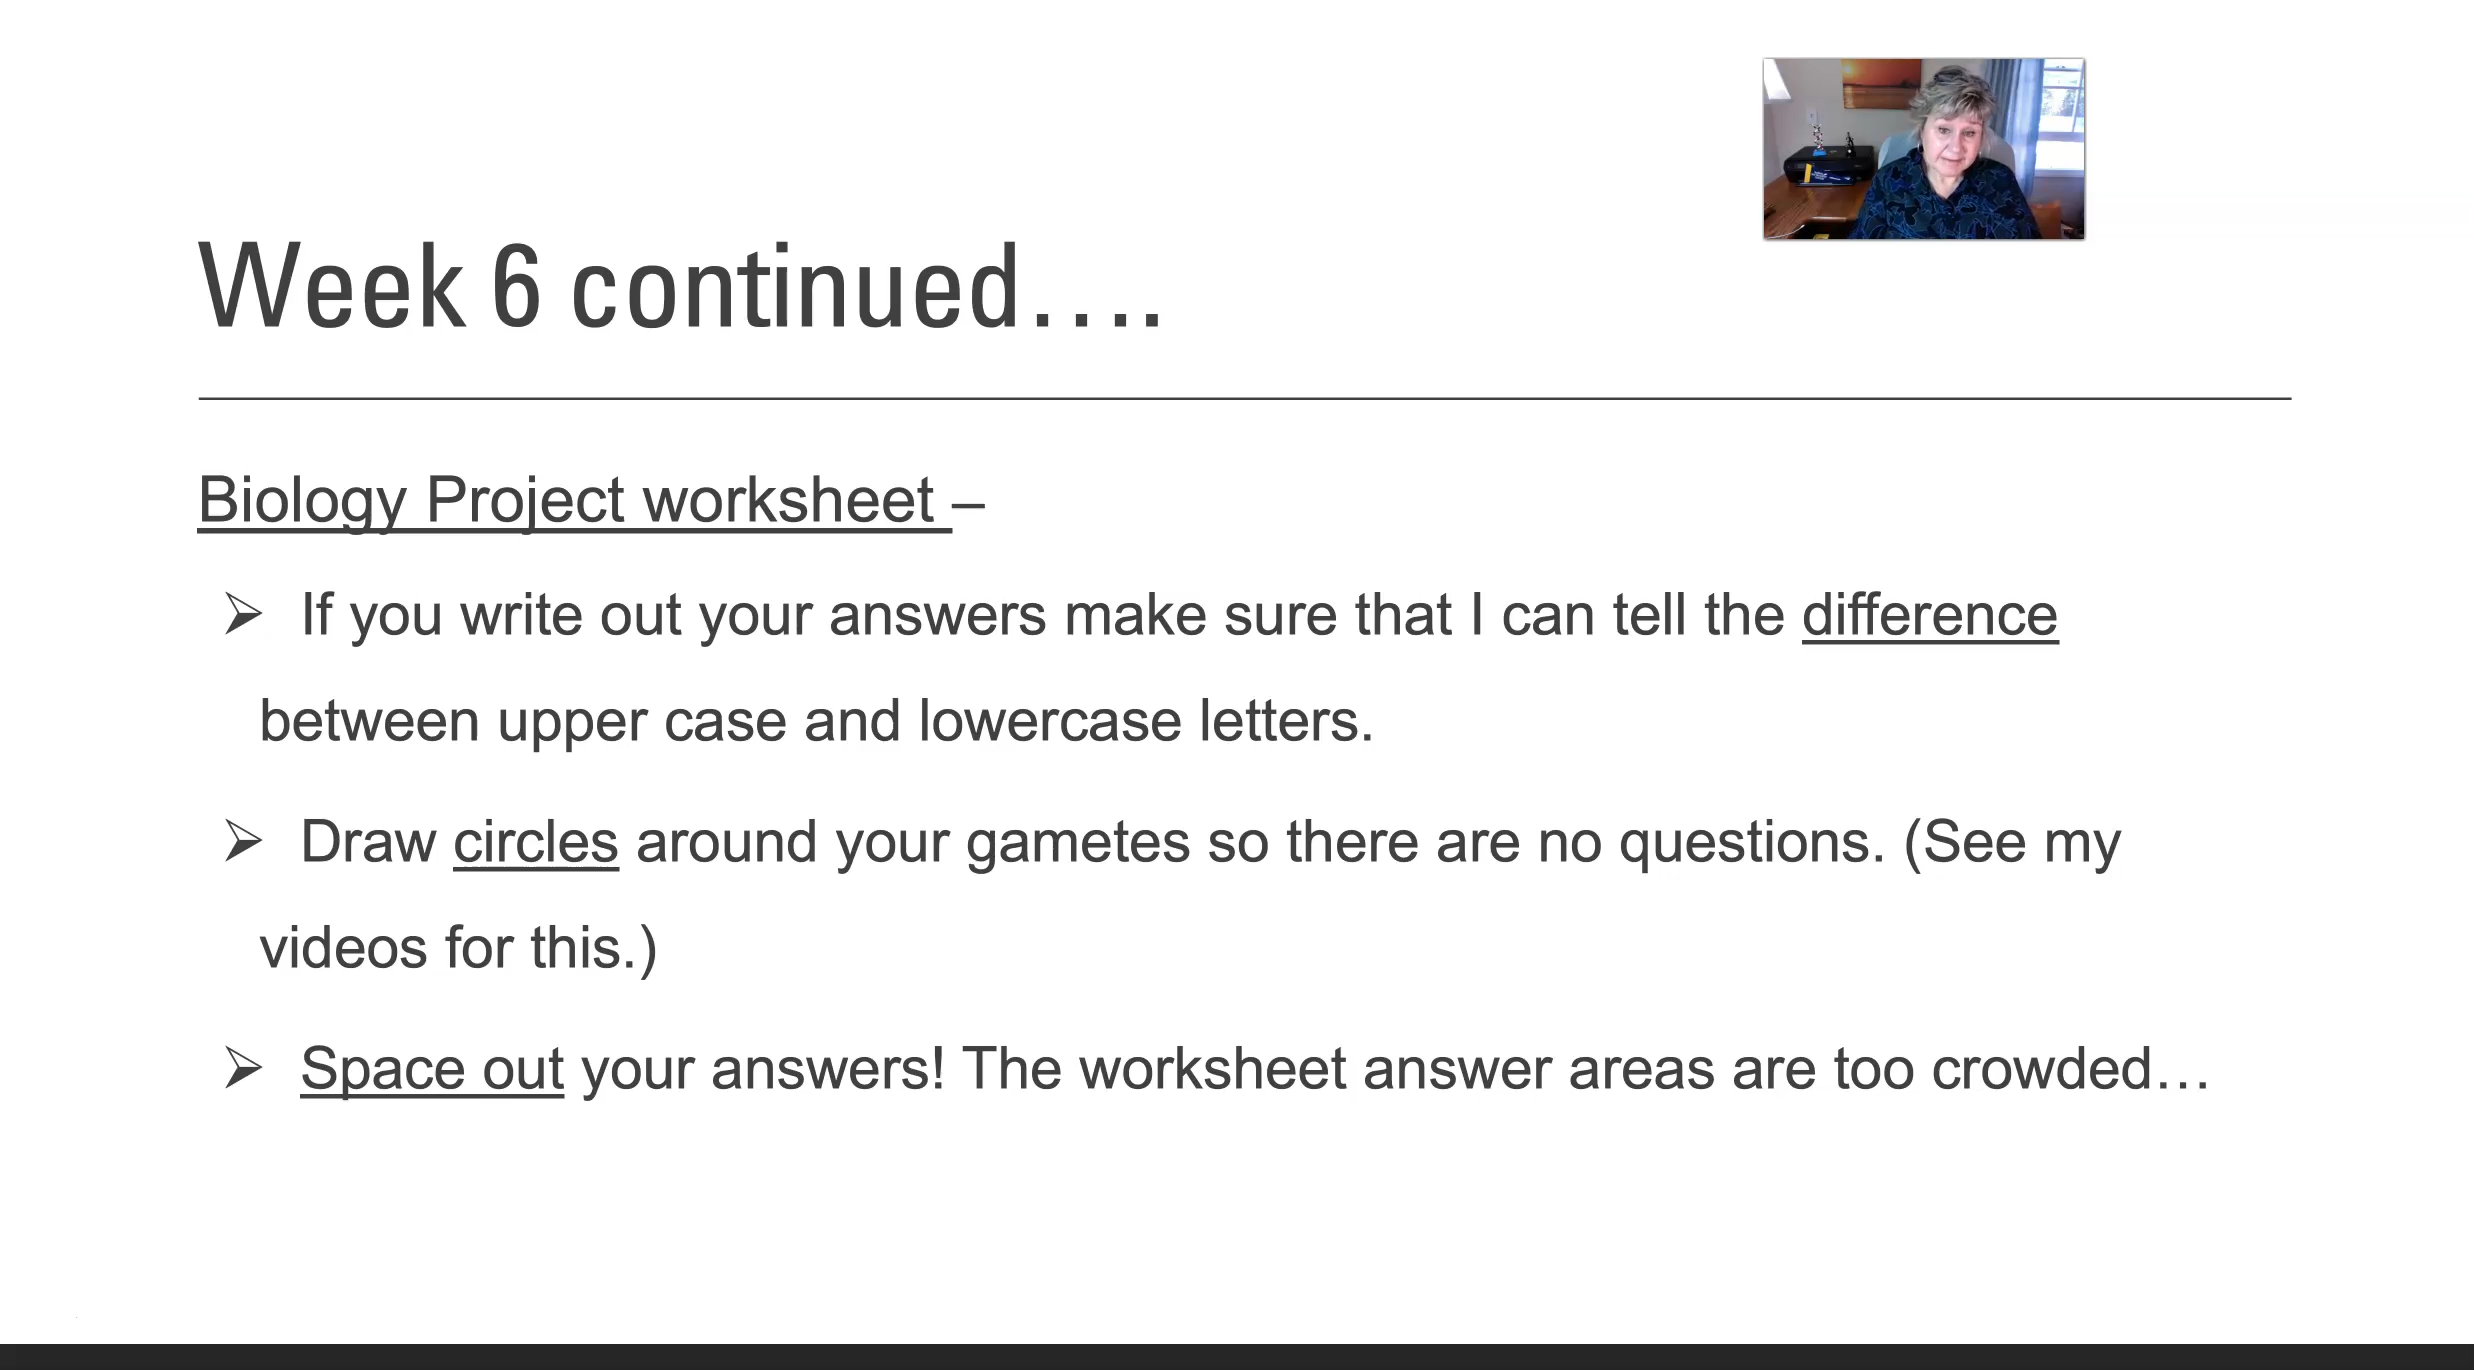 Week 6 continued….
Biology Project worksheet –
➢ If you write out your answers make sure that I can tell the difference
between upper case and lowercase letters.
➢ Draw circles around your gametes so there are no questions. (See my
videos for this.)
➢ Space out your answers! The worksheet answer areas are too crowded…